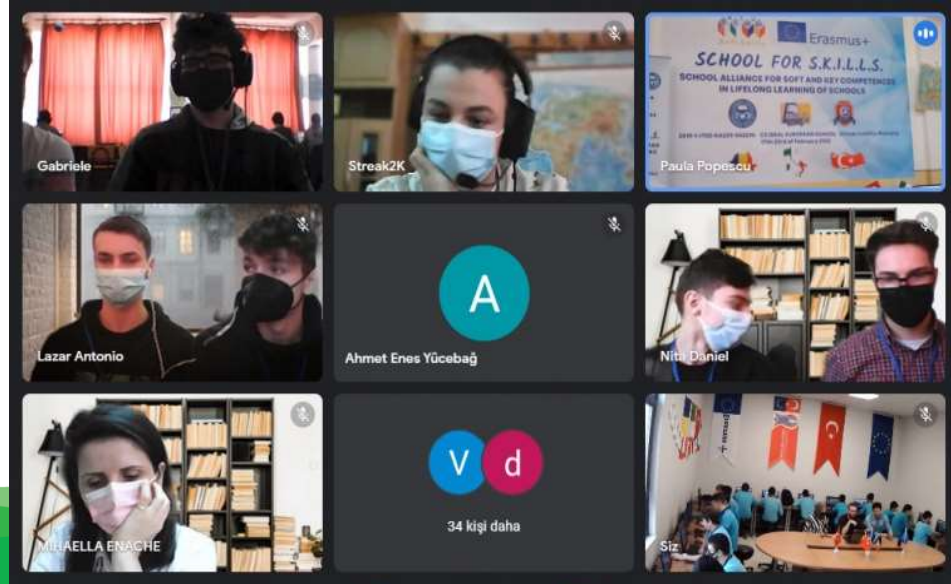 Erasmus+
SCHOOL FOR S.K.I.L.L.S.
SCHOOL ALLIANCE FOR SOFT AND KEY COMPETENCES
IN LIFELONG LEARNING OF SCHOOLS
Gabriele
Streak2K
Paula Popescu
A
Lazar Antonio
Ahmet Enes Yücebağ
Nita Daniel
V d
34 kişi daha
MIHAELLA ENACHE
Siz